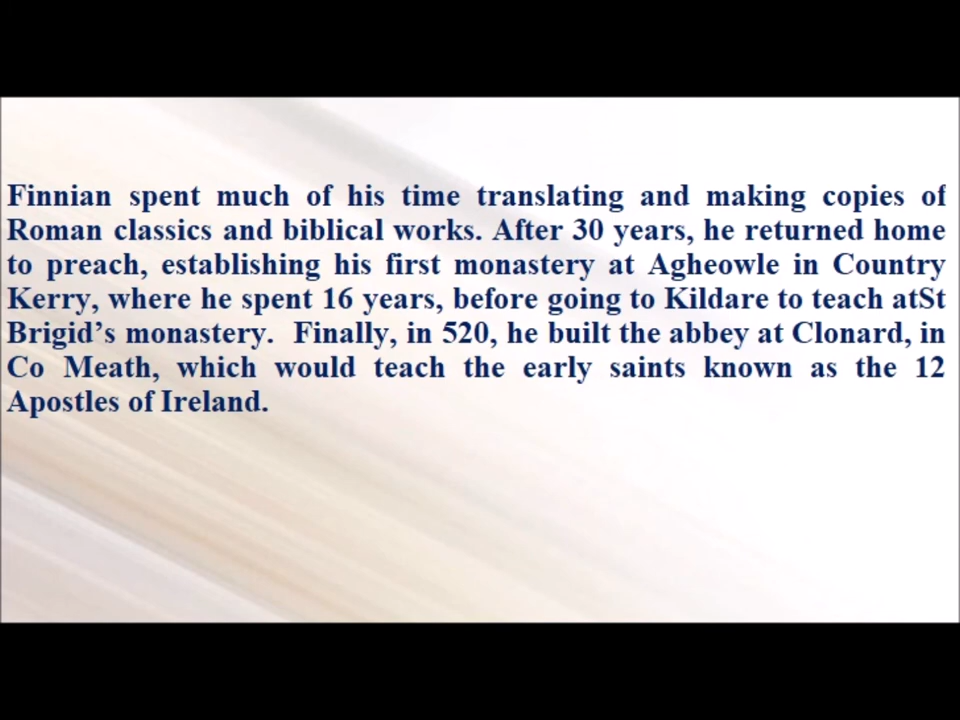 Finnian spent much of his time translating and making copies of
Roman classics and biblical works. After 30 years, he returned home
to preach, establishing his first monastery at Agheowle in Country
Kerry, where he spent 16 years, before going to Kildare to teach atSt
Brigid’s monastery.  Finally, in 520, he built the abbey at Clonard, in
Co Meath, which would teach the early saints known as the 12
Apostles of Ireland.